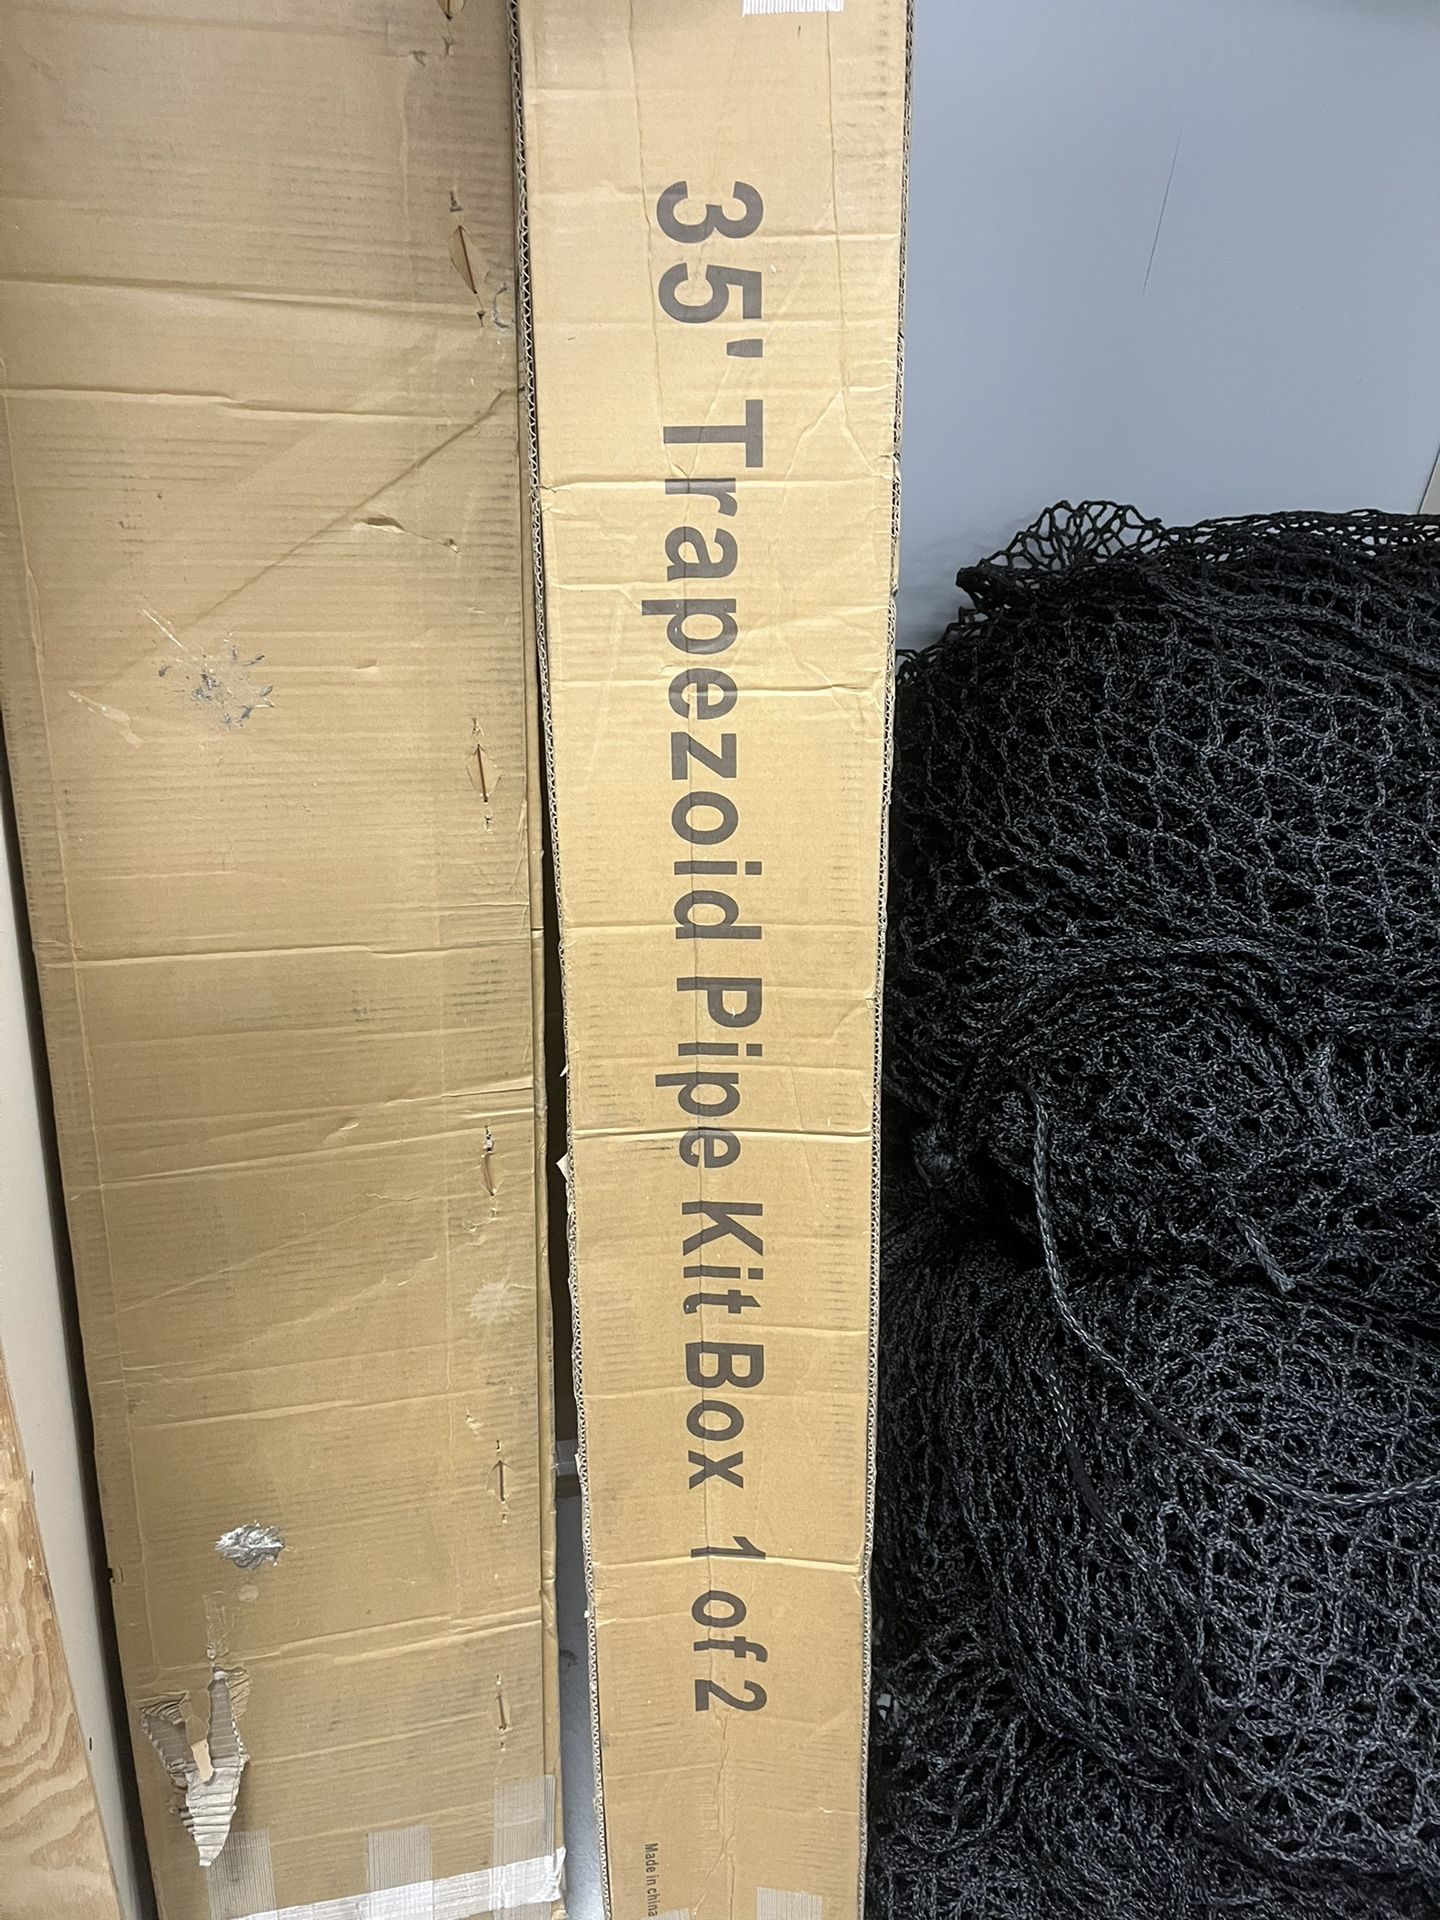 35' Trapezoid Pipe Kit Box 1 of 2
Made in china